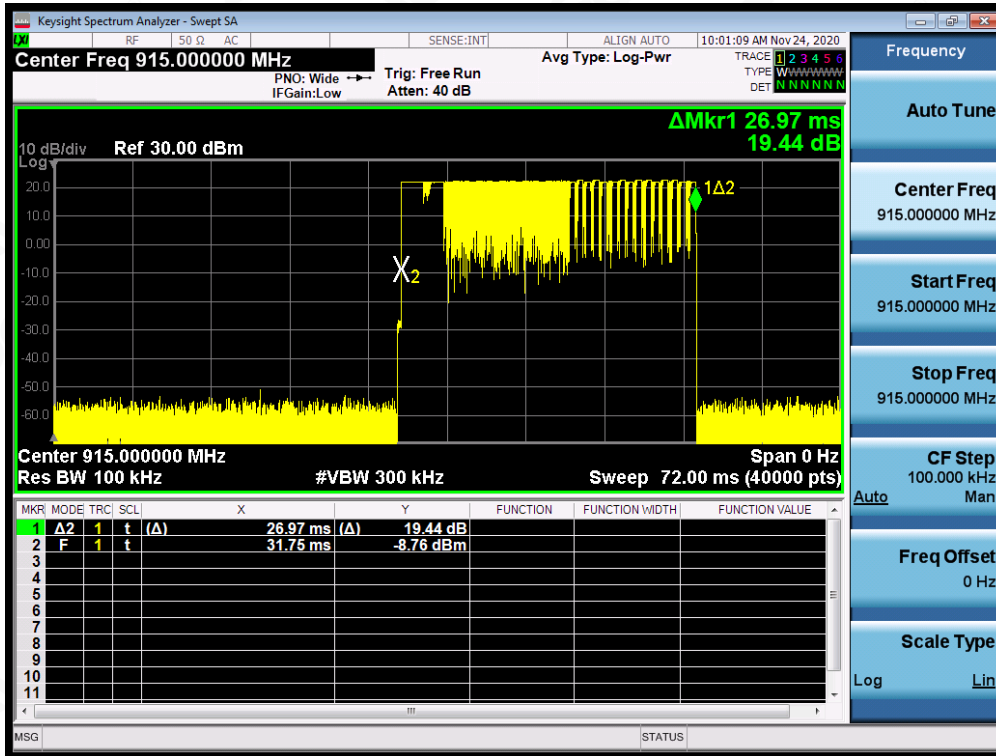 Keysight Spectrum Analyzer - Swept SA
LXI RF 50 Ω AC SENSE:INT ALIGN AUTO 10:01:09 AM Nov 24, 2020
Center Freq 915.000000 MHz
PNO: Wide
IFGain:Low
Trig: Free Run
Atten: 40 dB
Avg Type: Log-Pwr
TRACE 1 2 3 4 5 6
TYPE WWWWWWW
DET N N N N N N
ΔMkr1 26.97 ms
19.44 dB
10 dB/div Ref 30.00 dBm
Log
20.0
10.0
0.00
-10.0
-20.0
-30.0
-40.0
-50.0
-60.0
1Δ2
X2
Center 915.000000 MHz Span 0 Hz
Res BW 100 kHz #VBW 300 kHz Sweep 72.00 ms (40000 pts)
MKR MODE TRC SCL X Y FUNCTION FUNCTION WIDTH FUNCTION VALUE
1 Δ2 1 t (Δ) 26.97 ms (Δ) 19.44 dB
2 F 1 t 31.75 ms -8.76 dBm
3
4
5
6
7
8
9
10
11
MSG STATUS
Frequency
Auto Tune
Center Freq
915.000000 MHz
Start Freq
915.000000 MHz
Stop Freq
915.000000 MHz
CF Step
100.000 kHz
Auto Man
Freq Offset
0 Hz
Scale Type
Log Lin